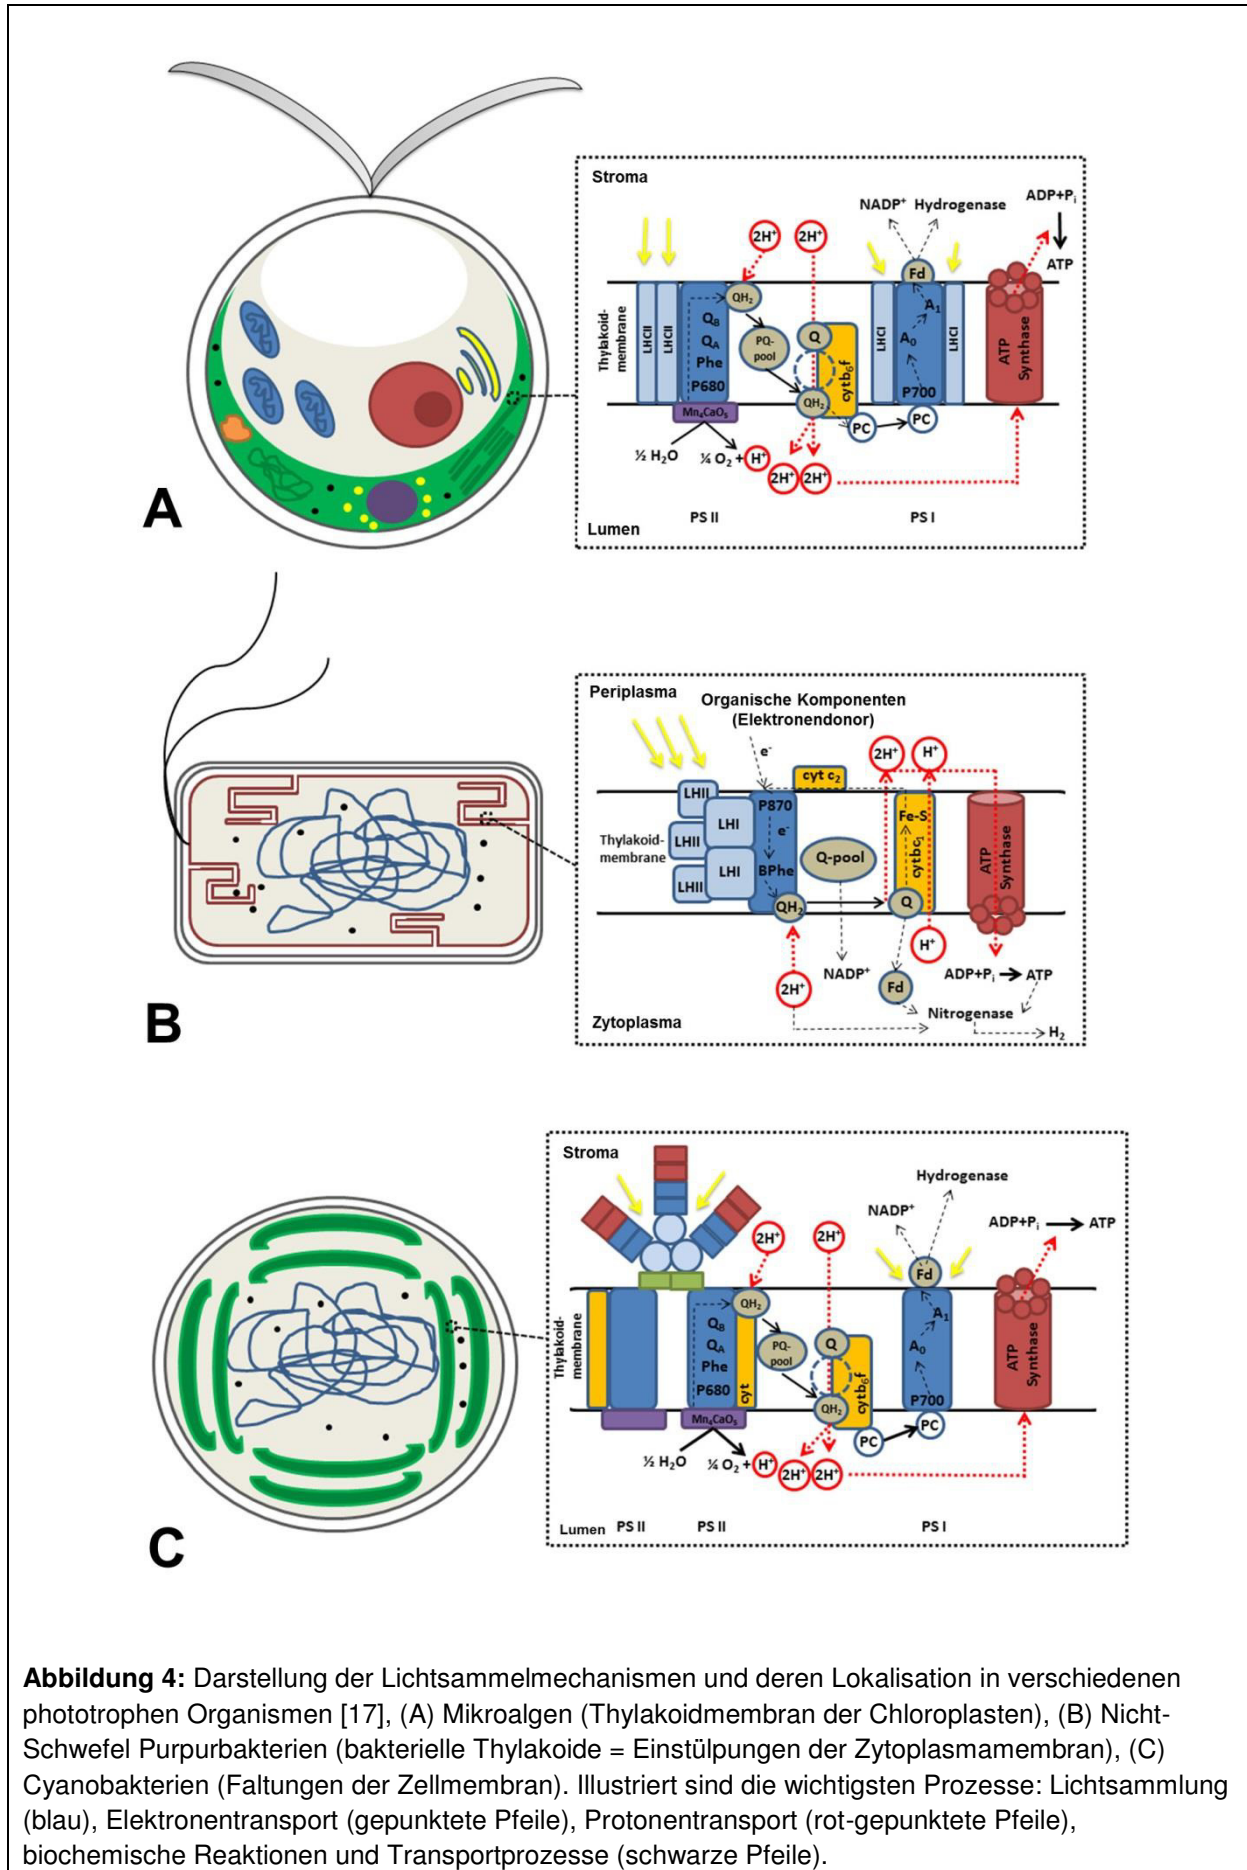 Stroma
NADP⁺ Hydrogenase
ADP+Pᵢ
ATP
2H⁺ 2H⁺
Fd
Thylakoid-
membrane
LHCII LHCII
QH₂
Q_B
Q_A
Phe
P680
PQ-
pool
Q
QH₂
cytb₆f
LHCI
A₁
A₀
P700
LHCI
ATP
Synthase
Mn₄CaO₅
PC PC
½ H₂O ¼ O₂ + H⁺
2H⁺ 2H⁺
A
PS II PS I
Lumen
Periplasma
Organische Komponenten
(Elektronendonor)
e⁻
2H⁺ H⁺
cyt c₂
LHII
LHI
LHII
LHI
LHII
P870
e⁻
BPhe
QH₂
Thylakoid-
membrane
Q-pool
Fe-S
cytbc₁
Q
ATP
Synthase
H⁺
NADP⁺
ADP+Pᵢ ATP
2H⁺
Fd
Nitrogenase
H₂
B
Zytoplasma
Stroma
Hydrogenase
NADP⁺
ADP+Pᵢ ATP
2H⁺ 2H⁺
Fd
Thylakoid-
membrane
QH₂
Q_B
Q_A
Phe
P680
cyt
PQ-
pool
Q
QH₂
cytb₆f
A₁
A₀
P700
ATP
Synthase
Mn₄CaO₅
PC PC
½ H₂O ¼ O₂ + H⁺
2H⁺ 2H⁺
C
Lumen PS II PS II PS I
Abbildung 4: Darstellung der Lichtsammelmechanismen und deren Lokalisation in verschiedenen
phototrophen Organismen [17], (A) Mikroalgen (Thylakoidmembran der Chloroplasten), (B) Nicht-
Schwefel Purpurbakterien (bakterielle Thylakoide = Einstülpungen der Zytoplasmamembran), (C)
Cyanobakterien (Faltungen der Zellmembran). Illustriert sind die wichtigsten Prozesse: Lichtsammlung
(blau), Elektronentransport (gepunktete Pfeile), Protonentransport (rot-gepunktete Pfeile),
biochemische Reaktionen und Transportprozesse (schwarze Pfeile).